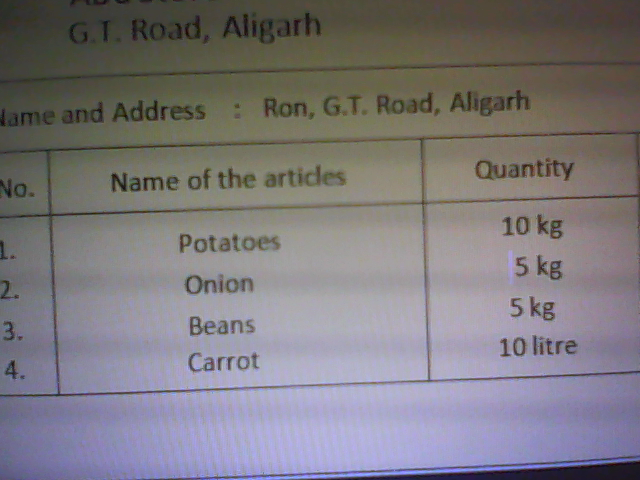 G.T. Road, Aligarh
Name and Address : Ron, G.T. Road, Aligarh
No. Name of the articles Quantity
1. Potatoes 10 kg
2. Onion 5 kg
3. Beans 5 kg
4. Carrot 10 litre